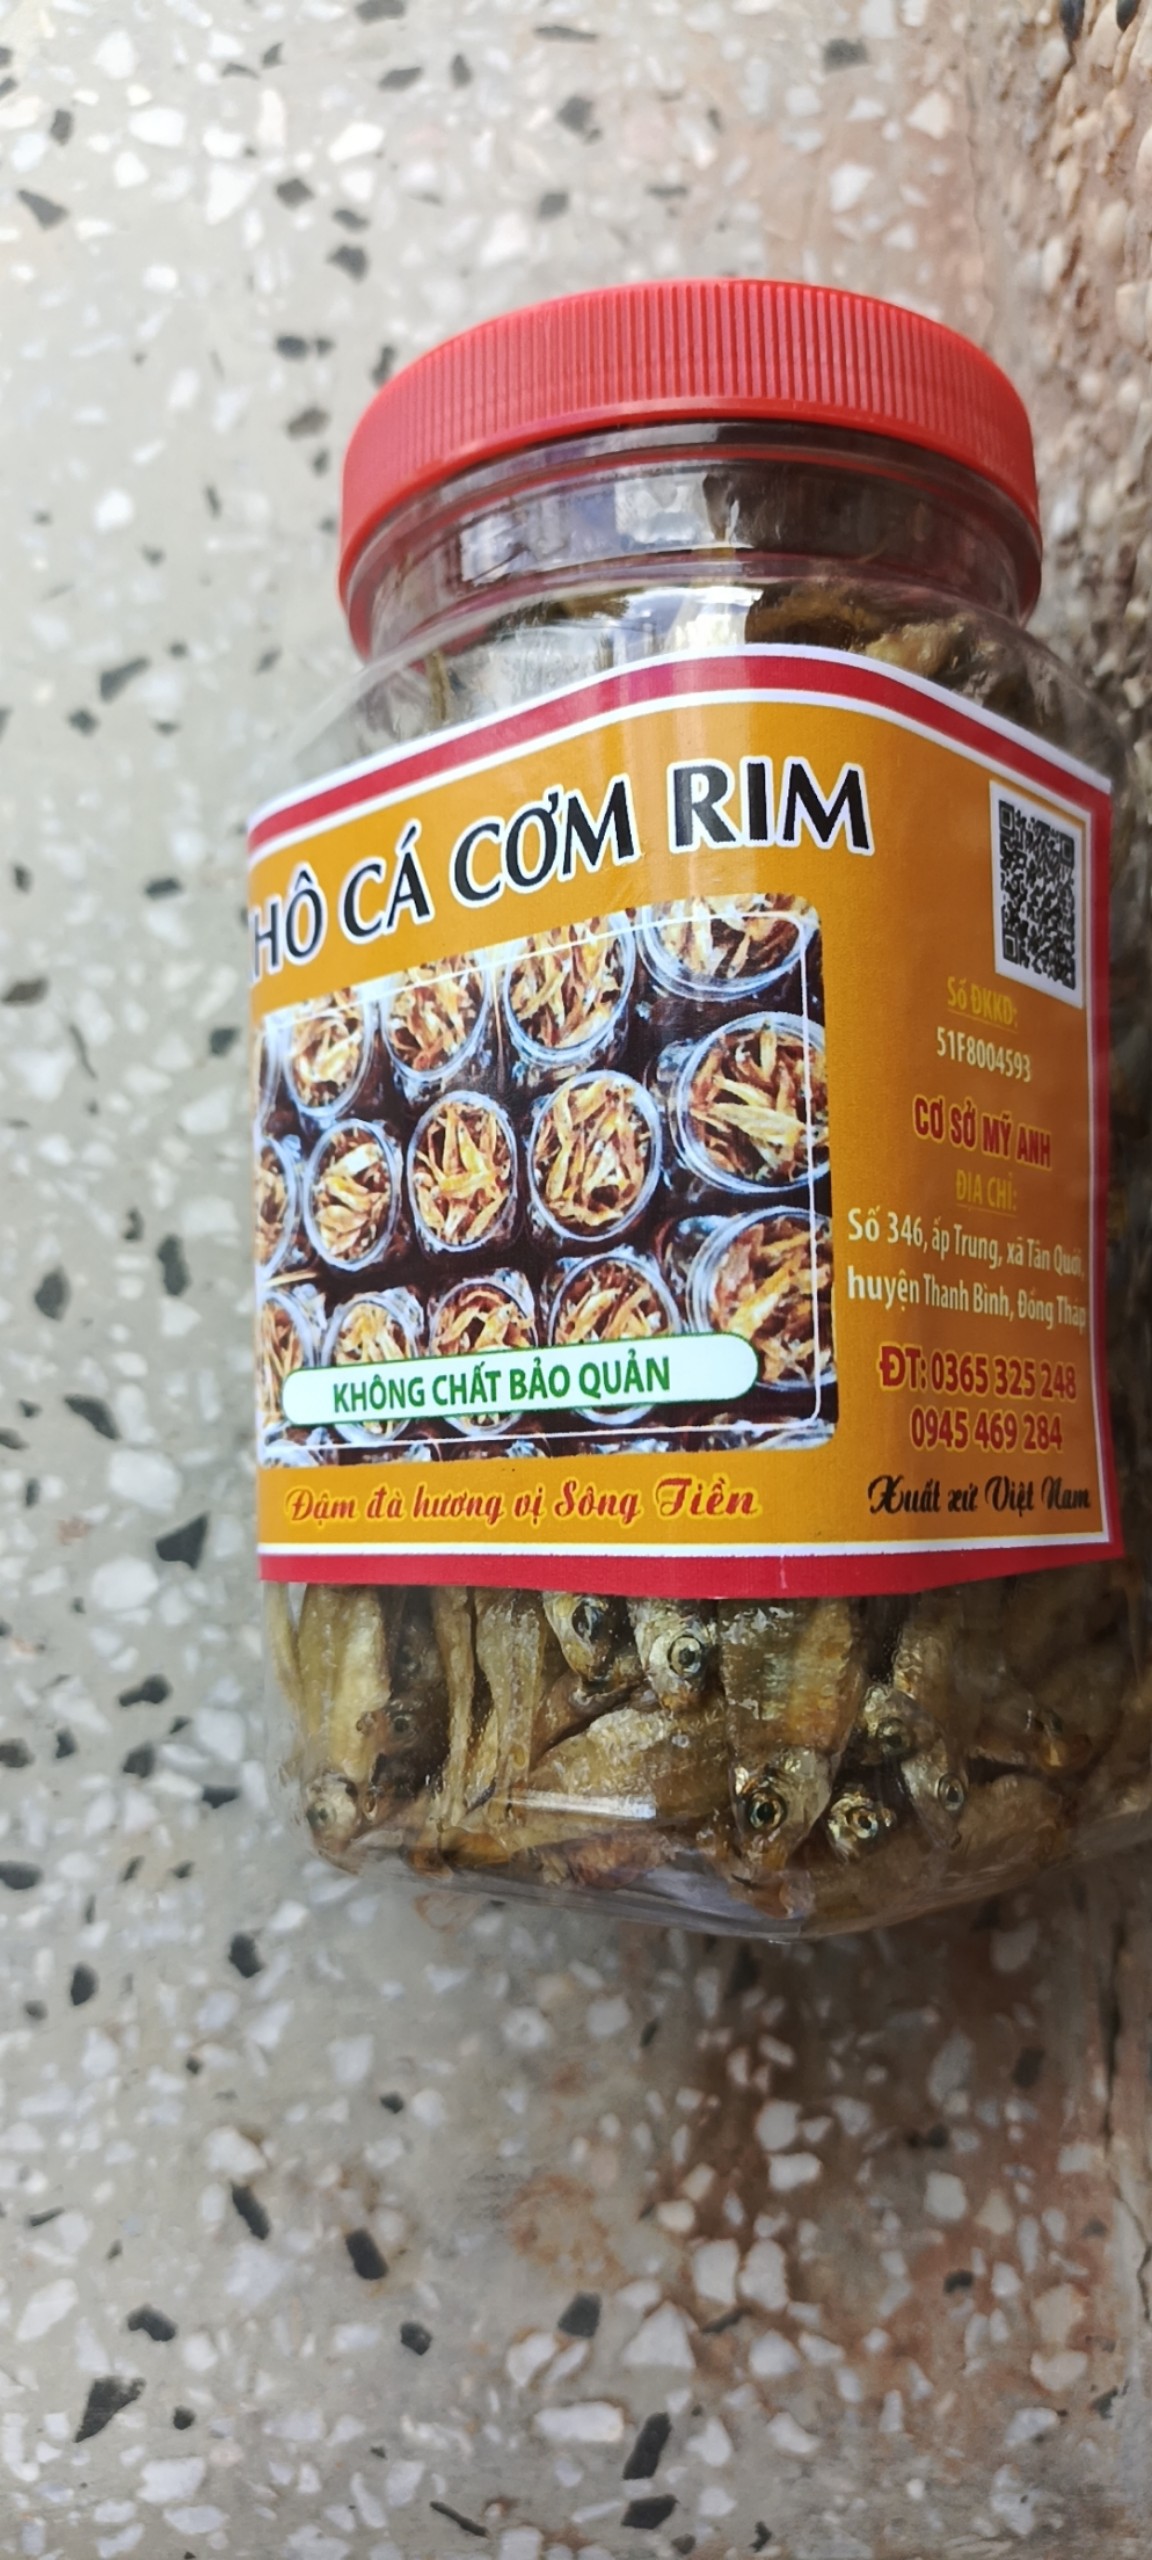 HÔ CÁ CƠM RIM
KHÔNG CHẤT BẢO QUẢN
Đậm đà hương vị Sông Tiền
Số ĐKKD:
51F8004593
CƠ SỞ MỸ ANH
ĐỊA CHỈ:
Số 346, ấp Trung, xã Tân Quới,
huyện Thanh Bình, Đồng Tháp
ĐT: 0365 325 248
0945 469 284
Xuất xứ Việt Nam